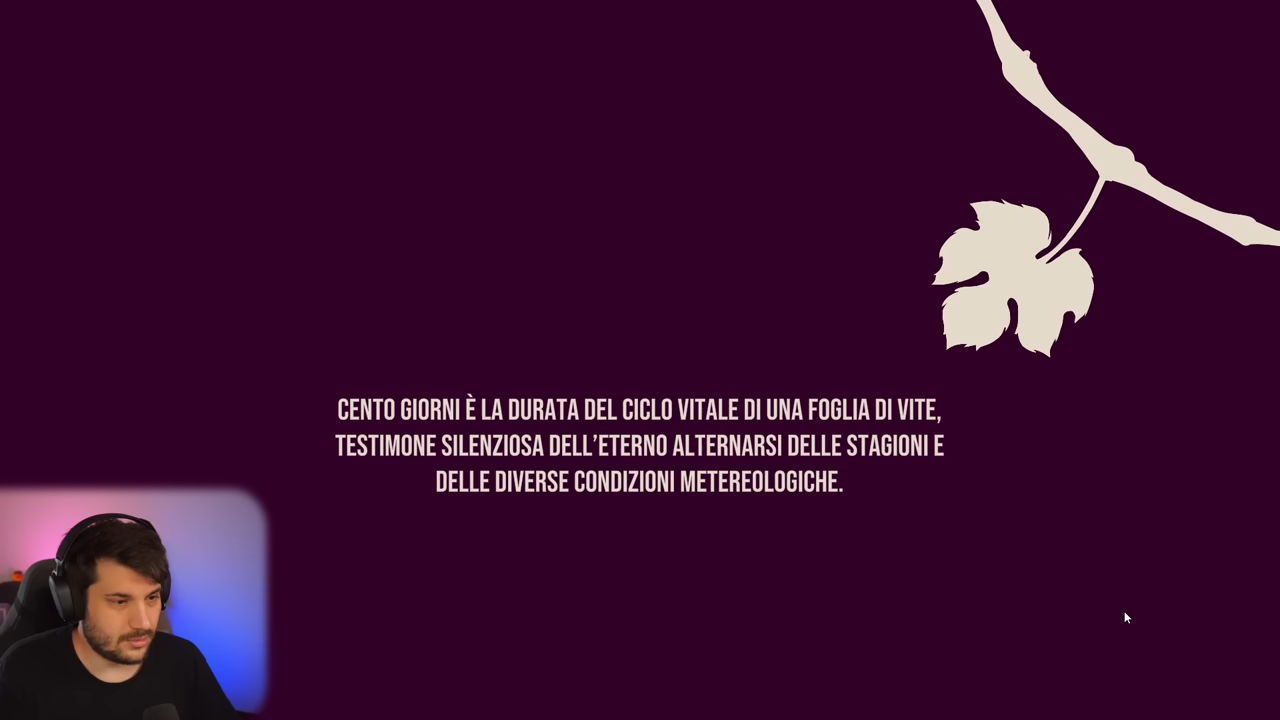 CENTO GIORNI È LA DURATA DEL CICLO VITALE DI UNA FOGLIA DI VITE,
TESTIMONE SILENZIOSA DELL’ETERNO ALTERNARSI DELLE STAGIONI E
DELLE DIVERSE CONDIZIONI METEREOLOGICHE.